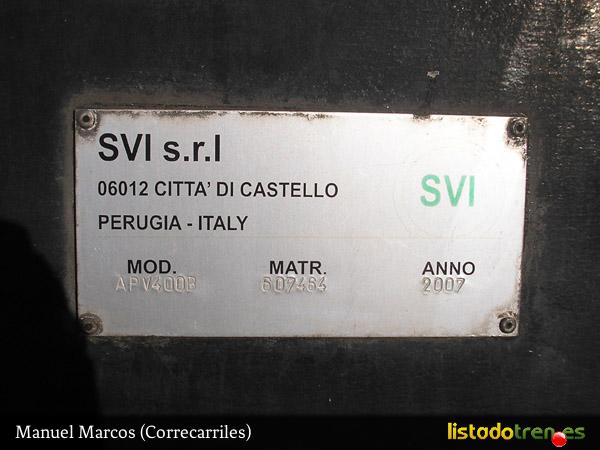 SVI s.r.l
06012 CITTA' DI CASTELLO
SVI
PERUGIA - ITALY
MOD. MATR. ANNO
APV400B 607464 2007
Manuel Marcos (Correcarriles)
listadotren.es